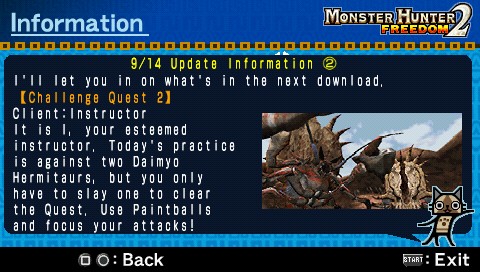 Information
MONSTER HUNTER
FREEDOM 2
9/14 Update Information ②
I'll let you in on what's in the next download.
【Challenge Quest 2】
Client:Instructor
It is I, your esteemed
instructor. Today's practice
is against two Daimyo
Hermitaurs, but you only
have to slay one to clear
the Quest. Use Paintballs
and focus your attacks!
□○: Back
START: Exit